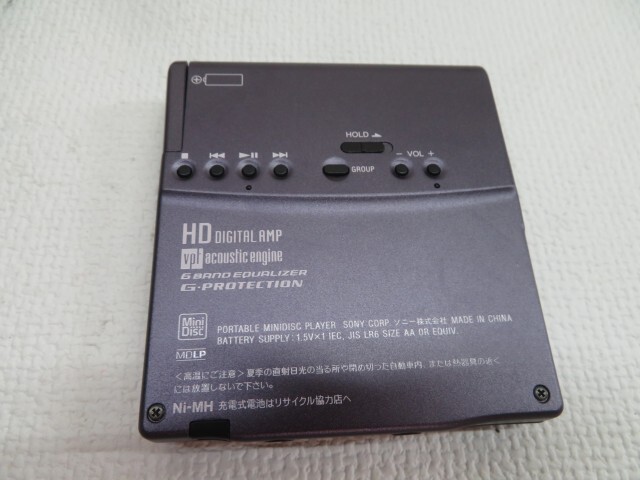 HOLD
− VOL +
GROUP
HD DIGITAL AMP
vpt acoustic engine
6 BAND EQUALIZER
G-PROTECTION
Mini Disc
MDLP
PORTABLE MINIDISC PLAYER SONY CORP. ソニー株式会社 MADE IN CHINA
BATTERY SUPPLY: 1.5V×1 IEC, JIS LR6 SIZE AA OR EQUIV.
<高温にご注意>夏季の直射日光の当る所や閉め切った自動車内、または熱器具の近く
には放置しないで下さい。
Ni-MH 充電式電池はリサイクル協力店へ